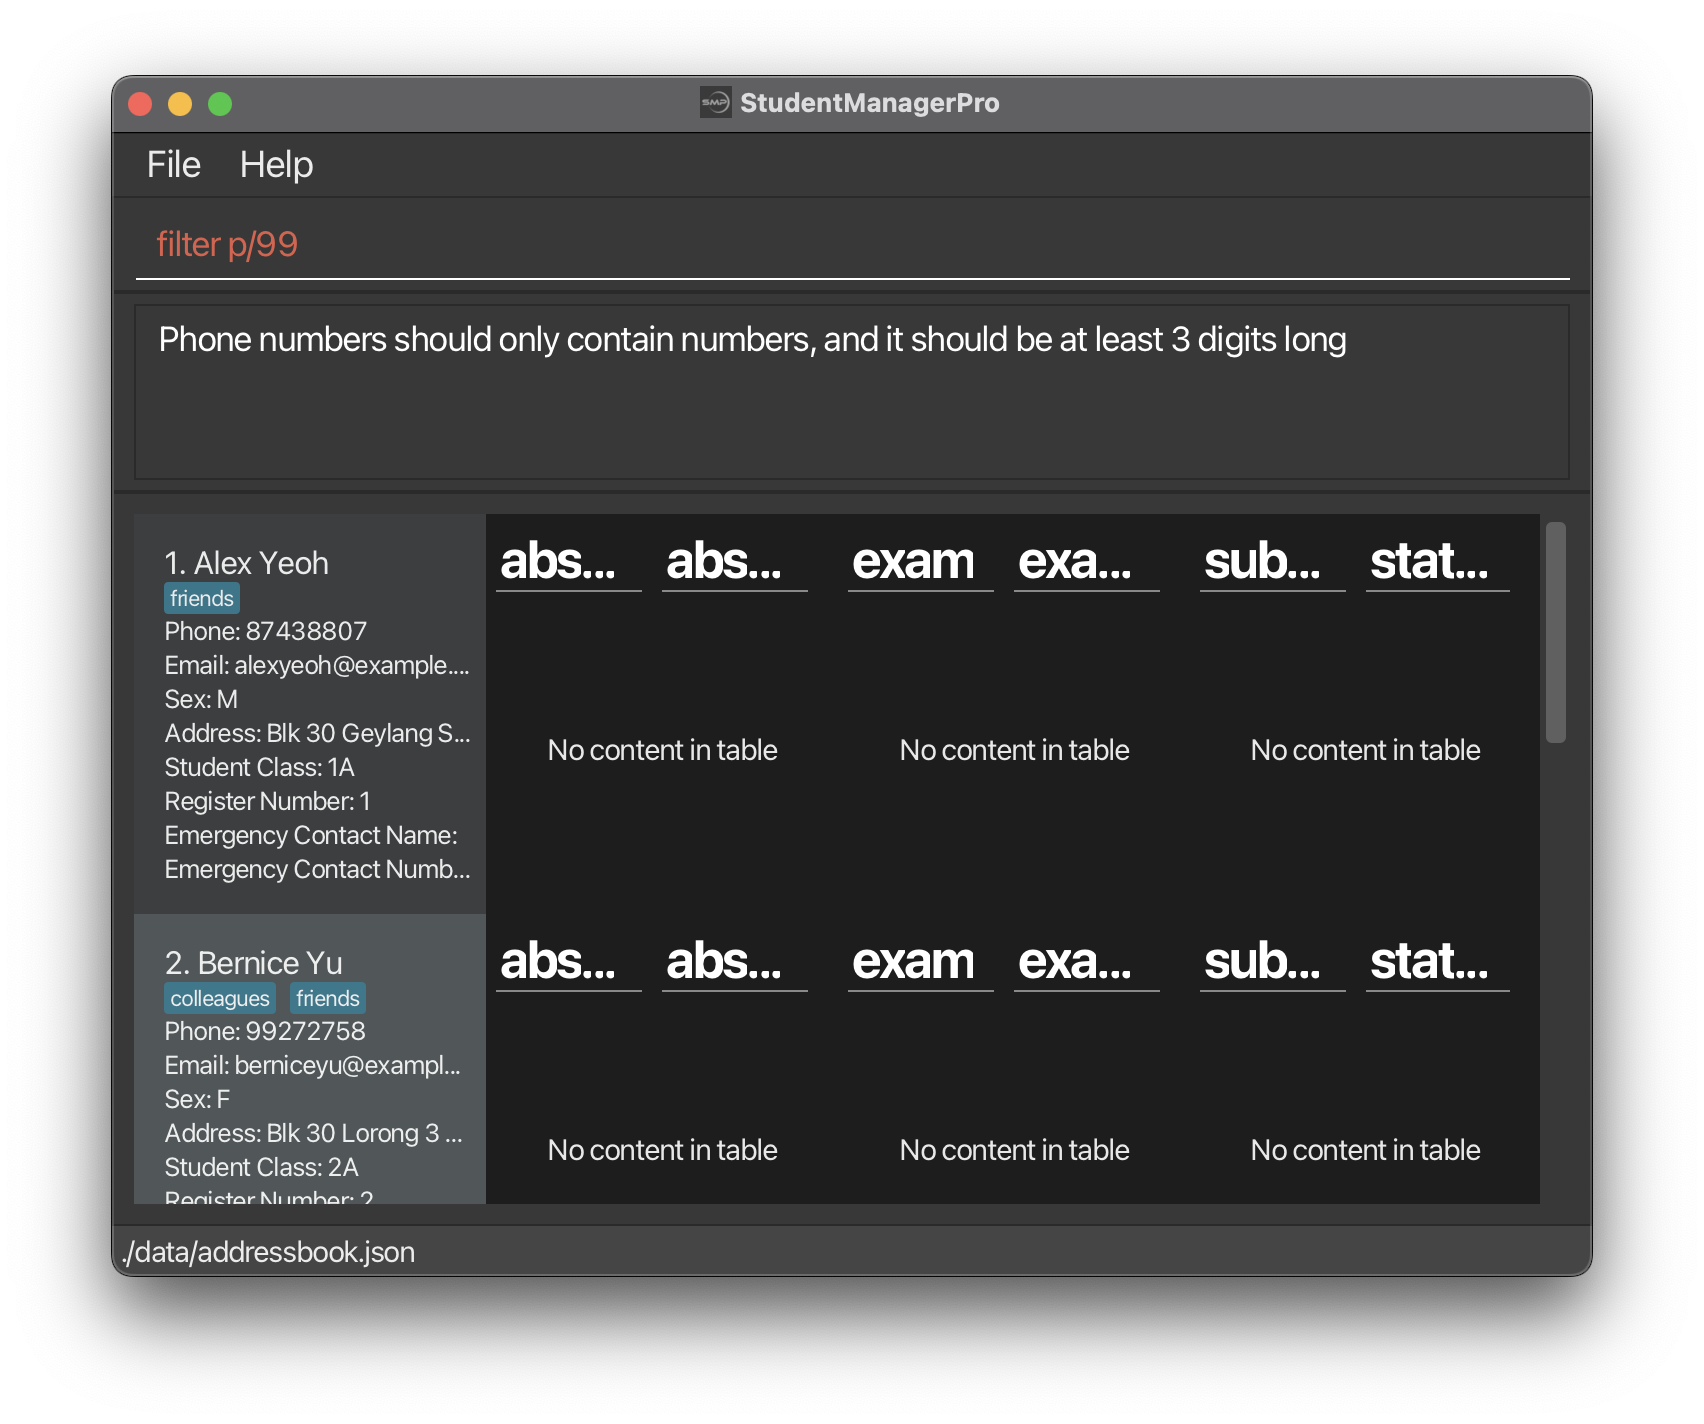 SMP StudentManagerPro
File Help
filter p/99
Phone numbers should only contain numbers, and it should be at least 3 digits long
1. Alex Yeoh
friends
Phone: 87438807
Email: alexyeoh@example....
Sex: M
Address: Blk 30 Geylang S...
Student Class: 1A
Register Number: 1
Emergency Contact Name:
Emergency Contact Numb...
abs... abs... exam exa... sub... stat...
No content in table No content in table No content in table
2. Bernice Yu
colleagues friends
Phone: 99272758
Email: berniceyu@exampl...
Sex: F
Address: Blk 30 Lorong 3 ...
Student Class: 2A
Register Number: 2
abs... abs... exam exa... sub... stat...
No content in table No content in table No content in table
./data/addressbook.json